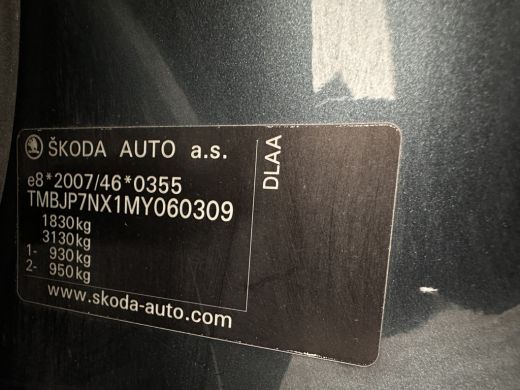 ŠKODA AUTO a.s.
e8*2007/46*0355
TMBJP7NX1MY060309
1830kg
3130kg
1- 930kg
2- 950kg
www.skoda-auto.com
DLAA